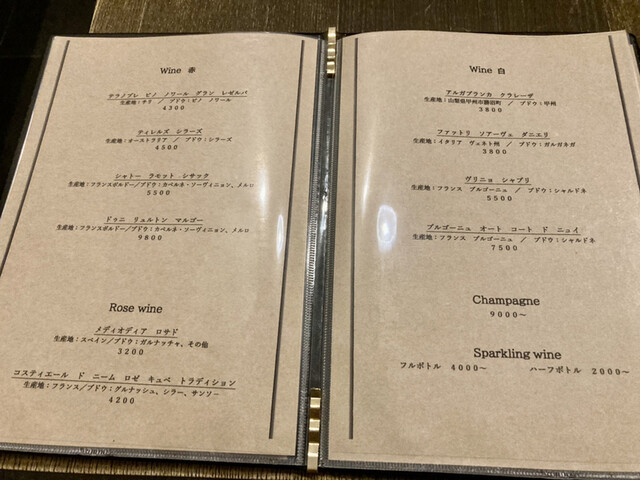 Wine 赤
テラノブレ ピノ ノワール グラン レゼルバ
生産地：チリ ／ ブドウ：ピノ ノワール
4300
ティレルズ シラーズ
生産地：オーストラリア ／ ブドウ：シラーズ
4500
シャトー ラモット シサック
生産地：フランスボルドー／ブドウ：カベルネ・ソーヴィニョン、メルロ
5500
ドゥニ リュルトン マルゴー
生産地：フランスボルドー／ブドウ：カベルネ・ソーヴィニョン、メルロ
9800
Rose wine
メディオディア ロサド
生産地：スペイン／ブドウ：ガルナッチャ、その他
3200
コスティエール ド ニーム ロゼ キュベ トラディション
生産地：フランス／ブドウ：グルナッシュ、シラー、サンソー
4200
Wine 白
アルガブランカ クラレーザ
生産地：山梨県甲州市勝沼町 ／ ブドウ：甲州
3800
ファットリ ソアーヴェ ダニエリ
生産地：イタリア ヴェネト州 ／ ブドウ：ガルガネガ
3800
ヴリニョ シャブリ
生産地：フランス ブルゴーニュ ／ ブドウ：シャルドネ
5500
ブルゴーニュ オート コート ド ニュイ
生産地：フランス ブルゴーニュ ／ ブドウ：シャルドネ
7500
Champagne
9000～
Sparkling wine
フルボトル 4000～ ハーフボトル 2000～